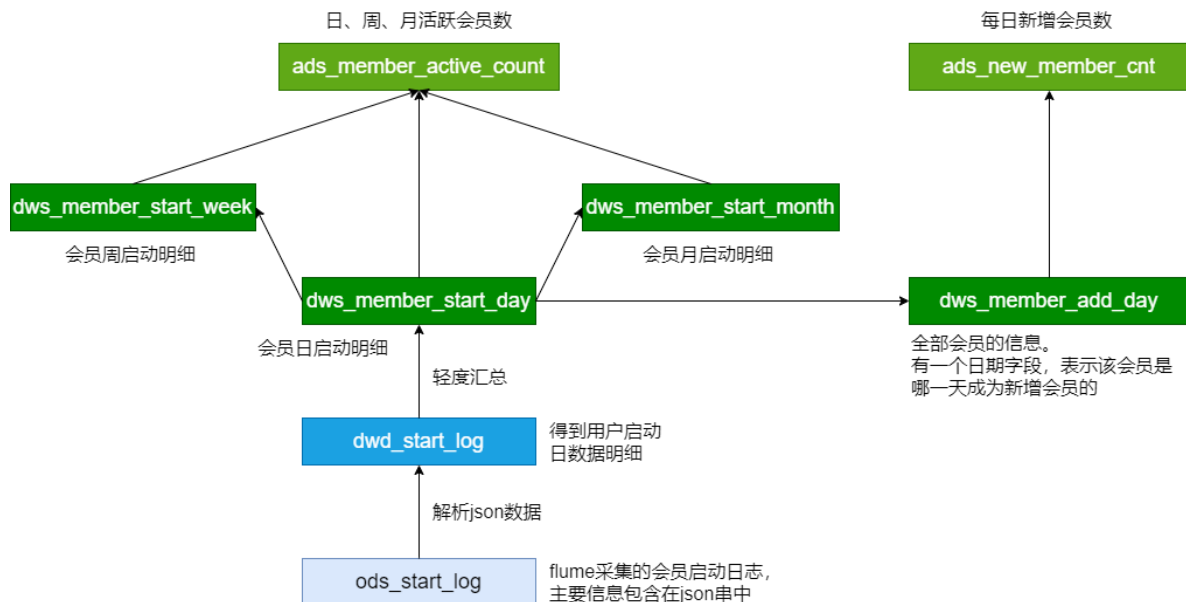 日、周、月活跃会员数
每日新增会员数
ads_member_active_count
ads_new_member_cnt
dws_member_start_week
dws_member_start_month
会员周启动明细
会员月启动明细
dws_member_start_day
dws_member_add_day
会员日启动明细
全部会员的信息。
有一个日期字段，表示该会员是
哪一天成为新增会员的
轻度汇总
dwd_start_log
得到用户启动
日数据明细
解析json数据
ods_start_log
flume采集的会员启动日志，
主要信息包含在json串中